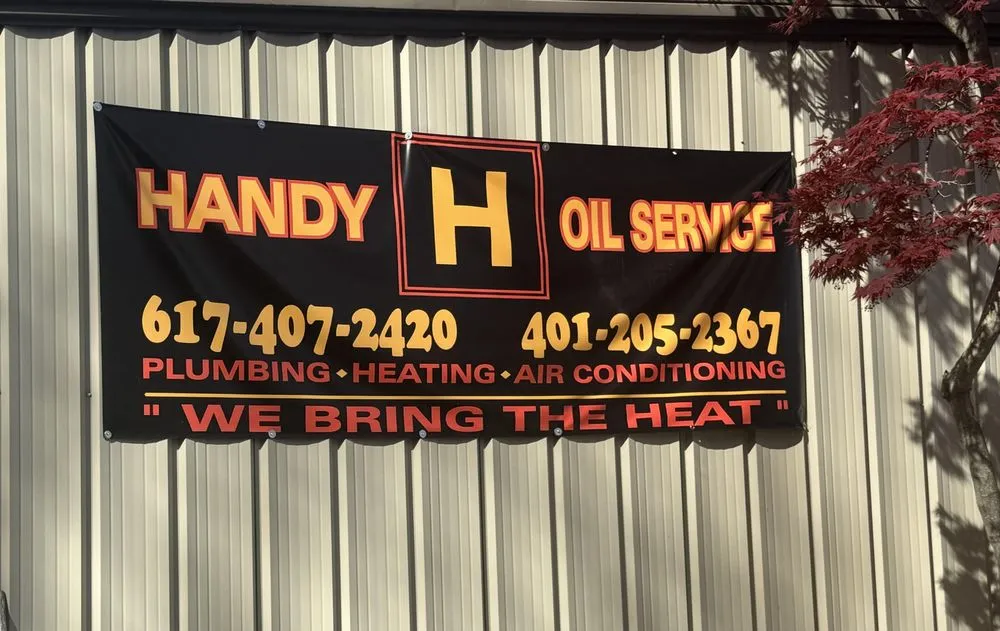 HANDY H OIL SERVICE
617-407-2420 401-205-2367
PLUMBING • HEATING • AIR CONDITIONING
" WE BRING THE HEAT "